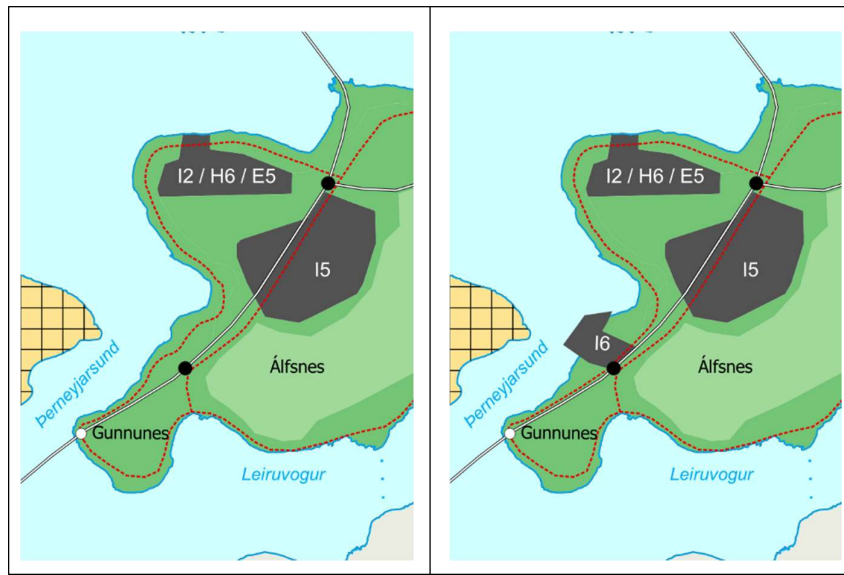 I2 / H6 / E5
I5
Álfsnes
Þerneyjarsund
Gunnunes
Leiruvogur
I2 / H6 / E5
I5
I6
Álfsnes
Þerneyjarsund
Gunnunes
Leiruvogur